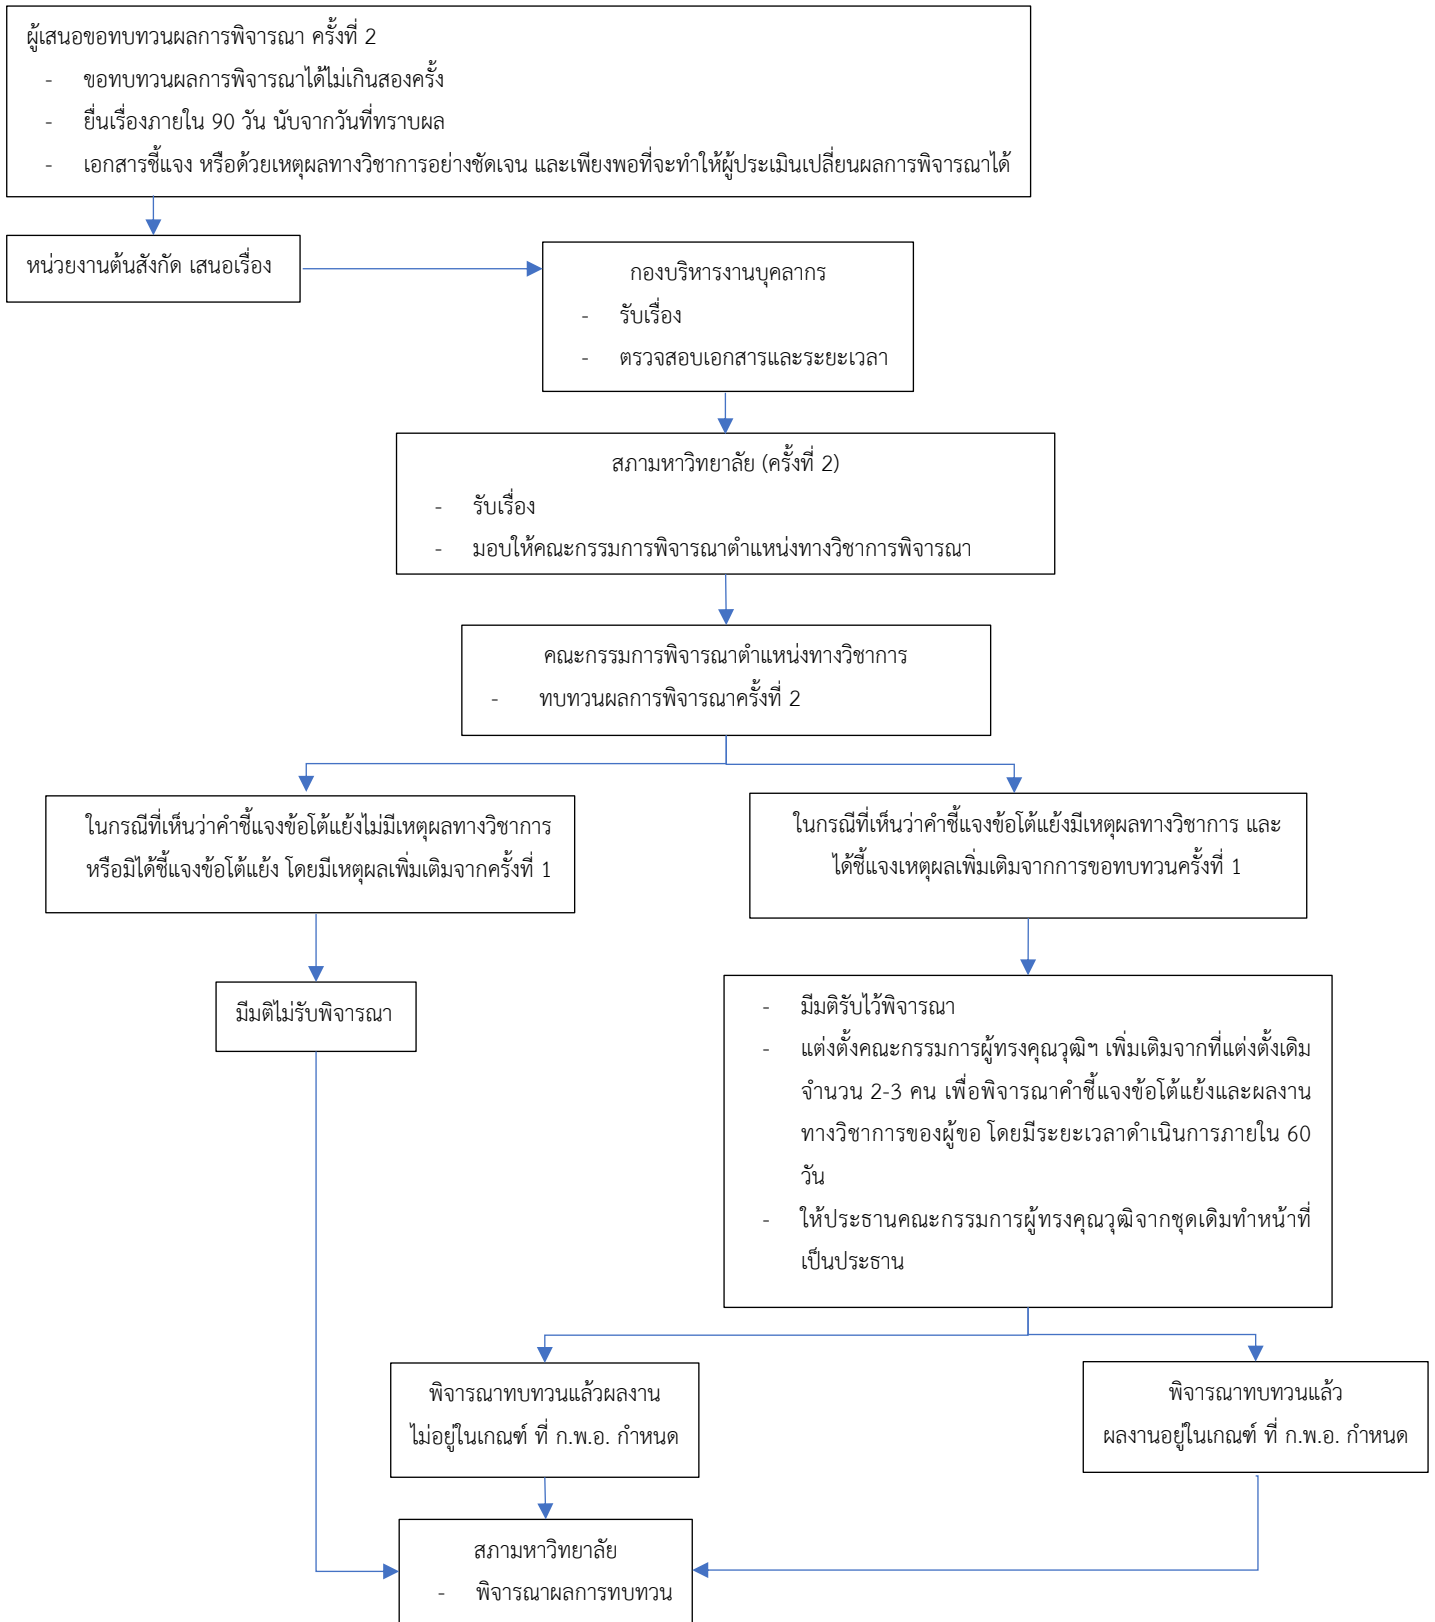 ผู้เสนอขอทบทวนผลการพิจารณา ครั้งที่ 2
- ขอทบทวนผลการพิจารณาได้ไม่เกินสองครั้ง
- ยื่นเรื่องภายใน 90 วัน นับจากวันที่ทราบผล
- เอกสารชี้แจง หรือด้วยเหตุผลทางวิชาการอย่างชัดเจน และเพียงพอที่จะทำให้ผู้ประเมินเปลี่ยนผลการพิจารณาได้
หน่วยงานต้นสังกัด เสนอเรื่อง
กองบริหารงานบุคลากร
- รับเรื่อง
- ตรวจสอบเอกสารและระยะเวลา
สภามหาวิทยาลัย (ครั้งที่ 2)
- รับเรื่อง
- มอบให้คณะกรรมการพิจารณาตำแหน่งทางวิชาการพิจารณา
คณะกรรมการพิจารณาตำแหน่งทางวิชาการ
- ทบทวนผลการพิจารณาครั้งที่ 2
ในกรณีที่เห็นว่าคำชี้แจงข้อโต้แย้งไม่มีเหตุผลทางวิชาการ
หรือมิได้ชี้แจงข้อโต้แย้ง โดยมีเหตุผลเพิ่มเติมจากครั้งที่ 1
ในกรณีที่เห็นว่าคำชี้แจงข้อโต้แย้งมีเหตุผลทางวิชาการ และ
ได้ชี้แจงเหตุผลเพิ่มเติมจากการขอทบทวนครั้งที่ 1
มีมติไม่รับพิจารณา
- มีมติรับไว้พิจารณา
- แต่งตั้งคณะกรรมการผู้ทรงคุณวุฒิฯ เพิ่มเติมจากที่แต่งตั้งเดิม
จำนวน 2-3 คน เพื่อพิจารณาคำชี้แจงข้อโต้แย้งและผลงาน
ทางวิชาการของผู้ขอ โดยมีระยะเวลาดำเนินการภายใน 60
วัน
- ให้ประธานคณะกรรมการผู้ทรงคุณวุฒิจากชุดเดิมทำหน้าที่
เป็นประธาน
พิจารณาทบทวนแล้วผลงาน
ไม่อยู่ในเกณฑ์ ที่ ก.พ.อ. กำหนด
พิจารณาทบทวนแล้ว
ผลงานอยู่ในเกณฑ์ ที่ ก.พ.อ. กำหนด
สภามหาวิทยาลัย
- พิจารณาผลการทบทวน